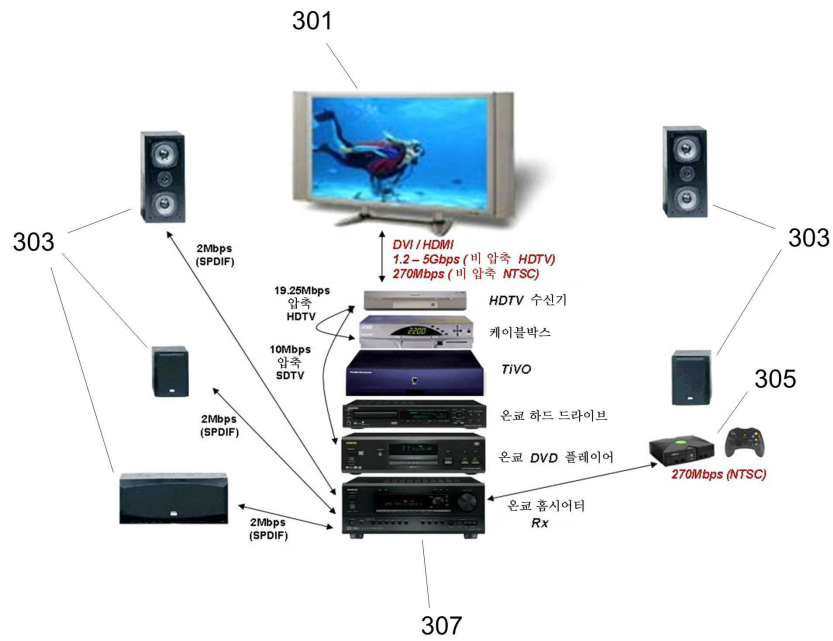 301
303
303
2Mbps
(SPDIF)
DVI / HDMI
1.2 – 5Gbps ( 비 압축 HDTV)
270Mbps ( 비 압축 NTSC)
19.25Mbps
압축
HDTV
HDTV 수신기
2200
케이블박스
10Mbps
압축
SDTV
TiVO
305
온쿄 하드 드라이브
2Mbps
(SPDIF)
온쿄 DVD 플레이어
270Mbps (NTSC)
온쿄 홈시어터
Rx
2Mbps
(SPDIF)
307